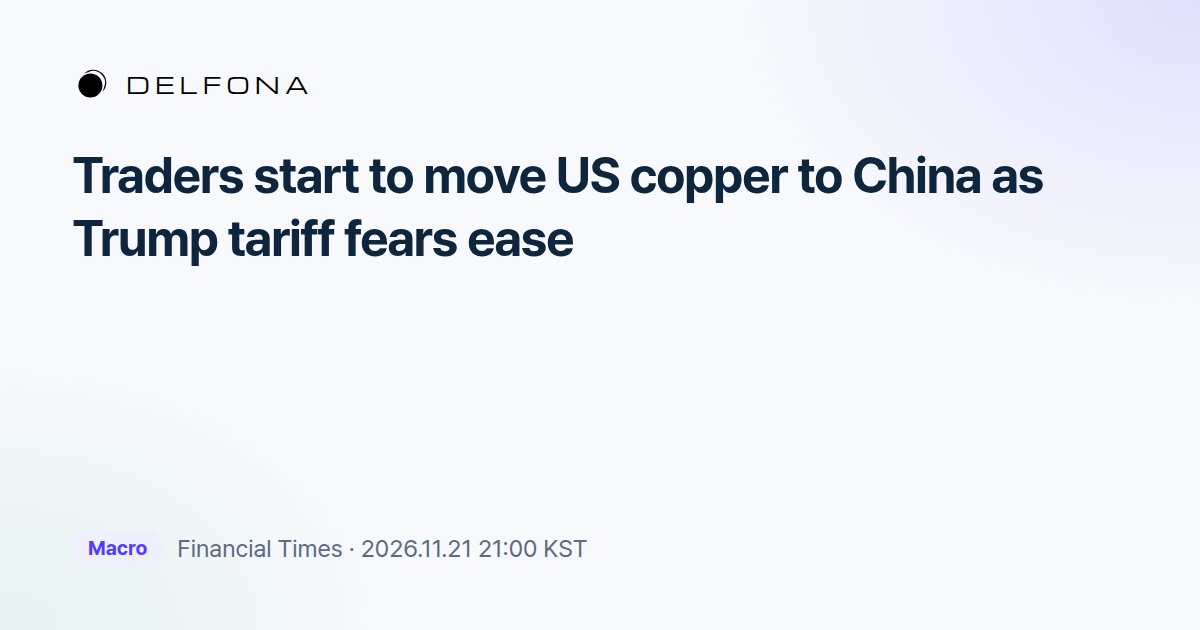 DELFONA
Traders start to move US copper to China as
Trump tariff fears ease
Macro Financial Times · 2026.11.21 21:00 KST